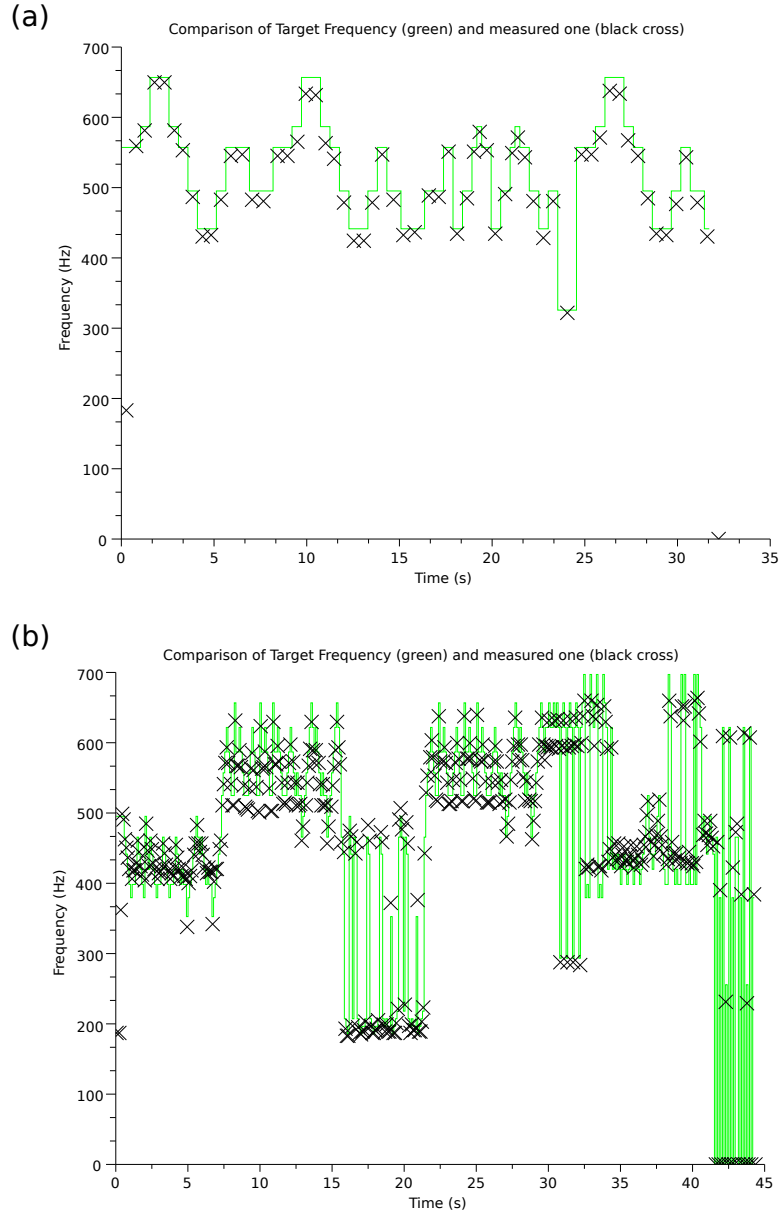 (a)
Comparison of Target Frequency (green) and measured one (black cross)
700
600
500
400
300
200
100
0
Frequency (Hz)
0 5 10 15 20 25 30 35
Time (s)
(b)
Comparison of Target Frequency (green) and measured one (black cross)
700
600
500
400
300
200
100
0
Frequency (Hz)
0 5 10 15 20 25 30 35 40 45
Time (s)